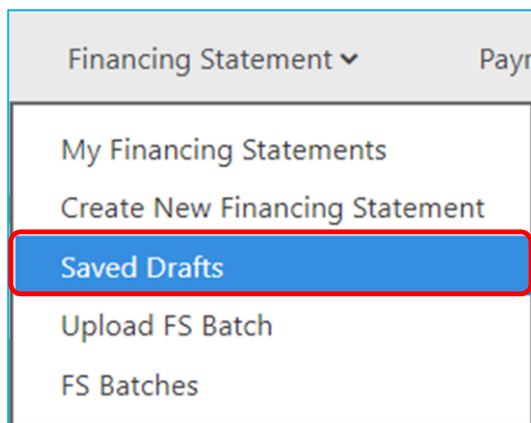 Financing Statement
My Financing Statements
Create New Financing Statement
Saved Drafts
Upload FS Batch
FS Batches